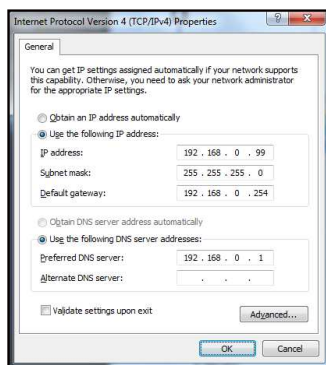 Internet Protocol Version 4 (TCP/IPv4) Properties
General
You can get IP settings assigned automatically if your network supports
this capability. Otherwise, you need to ask your network administrator
for the appropriate IP settings.
Obtain an IP address automatically
Use the following IP address:
IP address: 192 . 168 . 0 . 99
Subnet mask: 255 . 255 . 255 . 0
Default gateway: 192 . 168 . 0 . 254
Obtain DNS server address automatically
Use the following DNS server addresses:
Preferred DNS server: 192 . 168 . 0 . 1
Alternate DNS server: . . .
Validate settings upon exit
Advanced...
OK Cancel